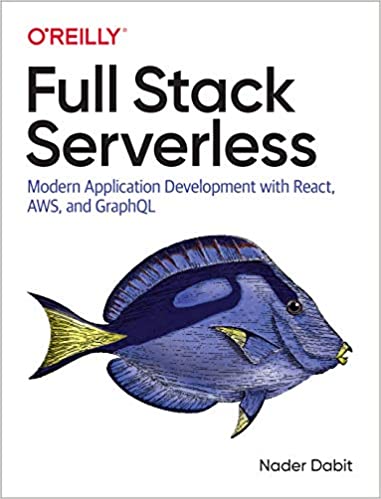 O'REILLY®
Full Stack
Serverless
Modern Application Development with React,
AWS, and GraphQL
Nader Dabit